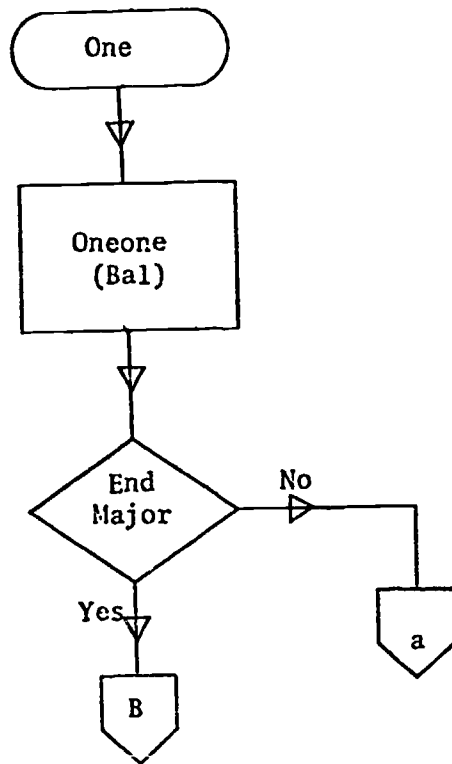 One
Oneone
(Bal)
End
Major
No
Yes
a
B